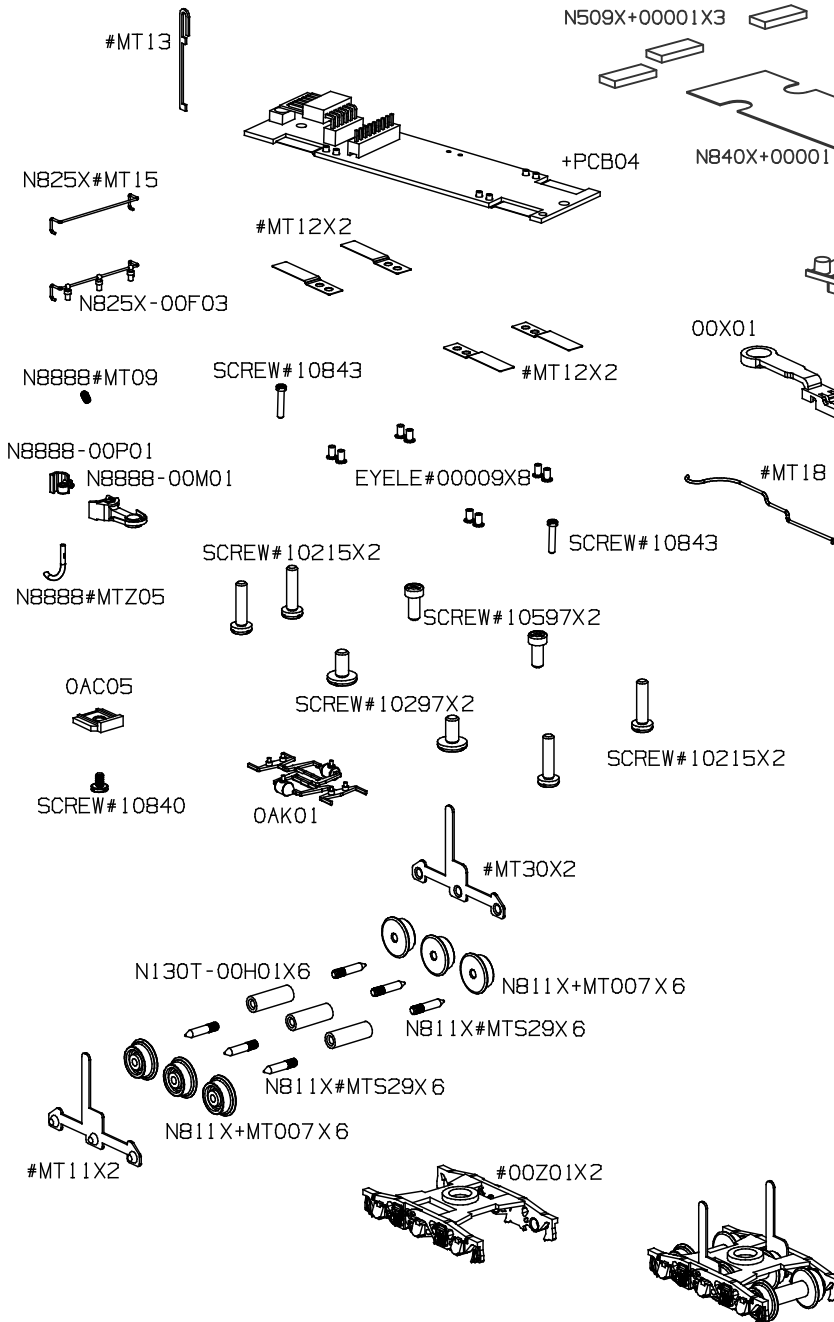 N509X+00001X3
#MT13
+PCB04
N840X+00001
N825X#MT15
#MT12X2
N825X-00F03
00X01
SCREW#10843
#MT12X2
N8888#MT09
N8888-00P01
N8888-00M01
EYELE#00009X8
#MT18
SCREW#10215X2
SCREW#10843
N8888#MTZ05
SCREW#10597X2
0AC05
SCREW#10297X2
SCREW#10215X2
SCREW#10840
0AK01
#MT30X2
N130T-00H01X6
N811X+MT007X6
N811X#MTS29X6
N811X#MTS29X6
N811X+MT007X6
#MT11X2
#00Z01X2